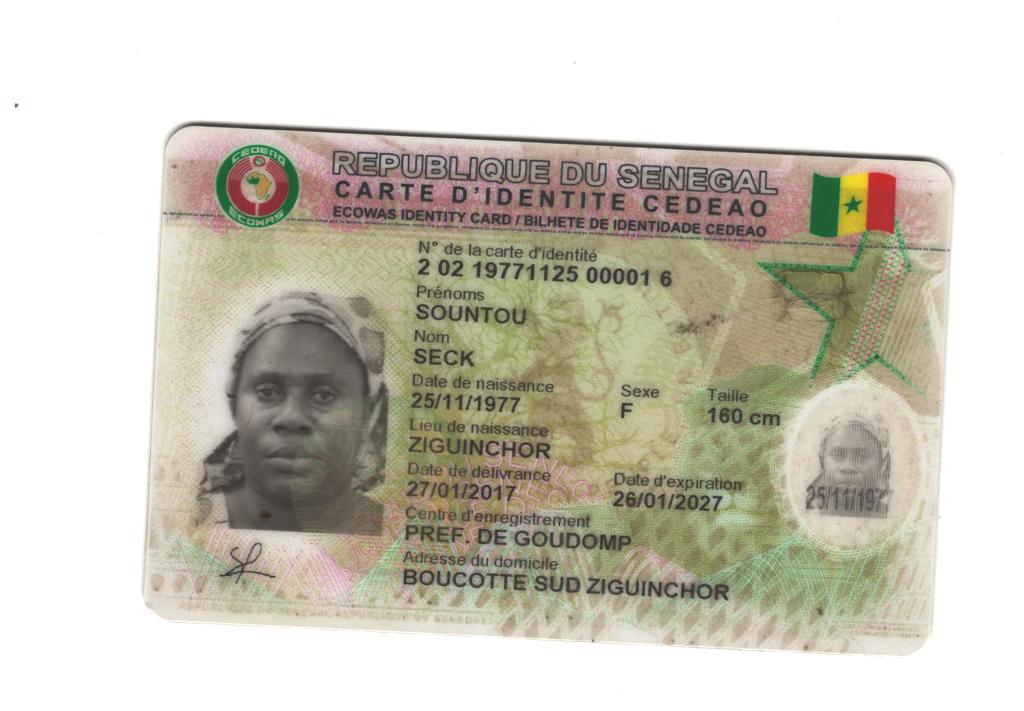 CEDEAO
ECOWAS
REPUBLIQUE DU SENEGAL
CARTE D'IDENTITE CEDEAO
ECOWAS IDENTITY CARD / BILHETE DE IDENTIDADE CEDEAO
N° de la carte d'identité
2 02 19771125 00001 6
Prénoms
SOUNTOU
Nom
SECK
Date de naissance Sexe Taille
25/11/1977 F 160 cm
Lieu de naissance
ZIGUINCHOR
Date de délivrance Date d'expiration
27/01/2017 26/01/2027
25/11/197
Centre d'enregistrement
PREF. DE GOUDOMP
Adresse du domicile
BOUCOTTE SUD ZIGUINCHOR